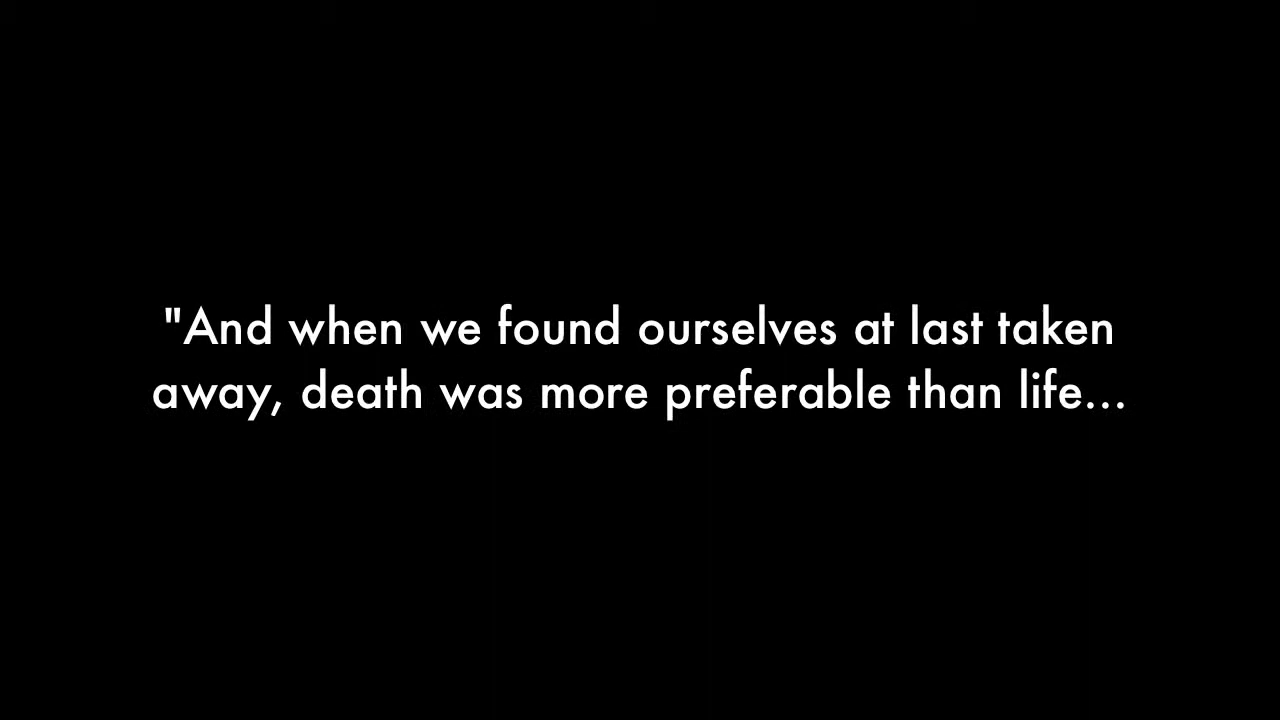 "And when we found ourselves at last taken
away, death was more preferable than life...